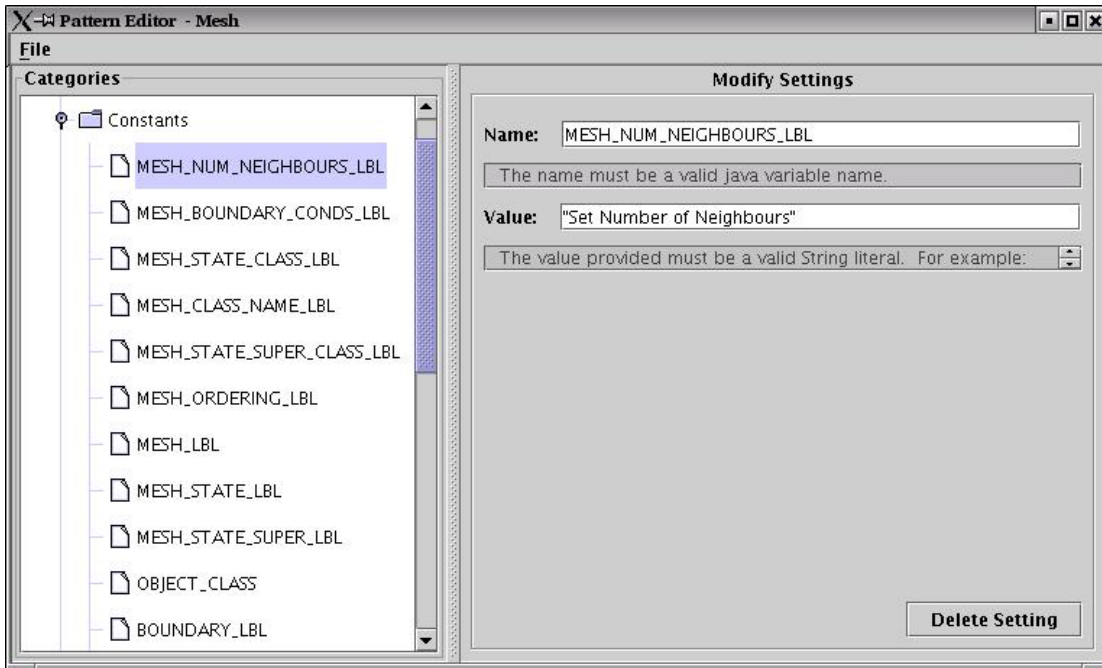 Pattern Editor - Mesh
File
Categories
Constants
MESH_NUM_NEIGHBOURS_LBL
MESH_BOUNDARY_CONDS_LBL
MESH_STATE_CLASS_LBL
MESH_CLASS_NAME_LBL
MESH_STATE_SUPER_CLASS_LBL
MESH_ORDERING_LBL
MESH_LBL
MESH_STATE_LBL
MESH_STATE_SUPER_LBL
OBJECT_CLASS
BOUNDARY_LBL
Modify Settings
Name: MESH_NUM_NEIGHBOURS_LBL
The name must be a valid java variable name.
Value: "Set Number of Neighbours"
The value provided must be a valid String literal. For example:
Delete Setting